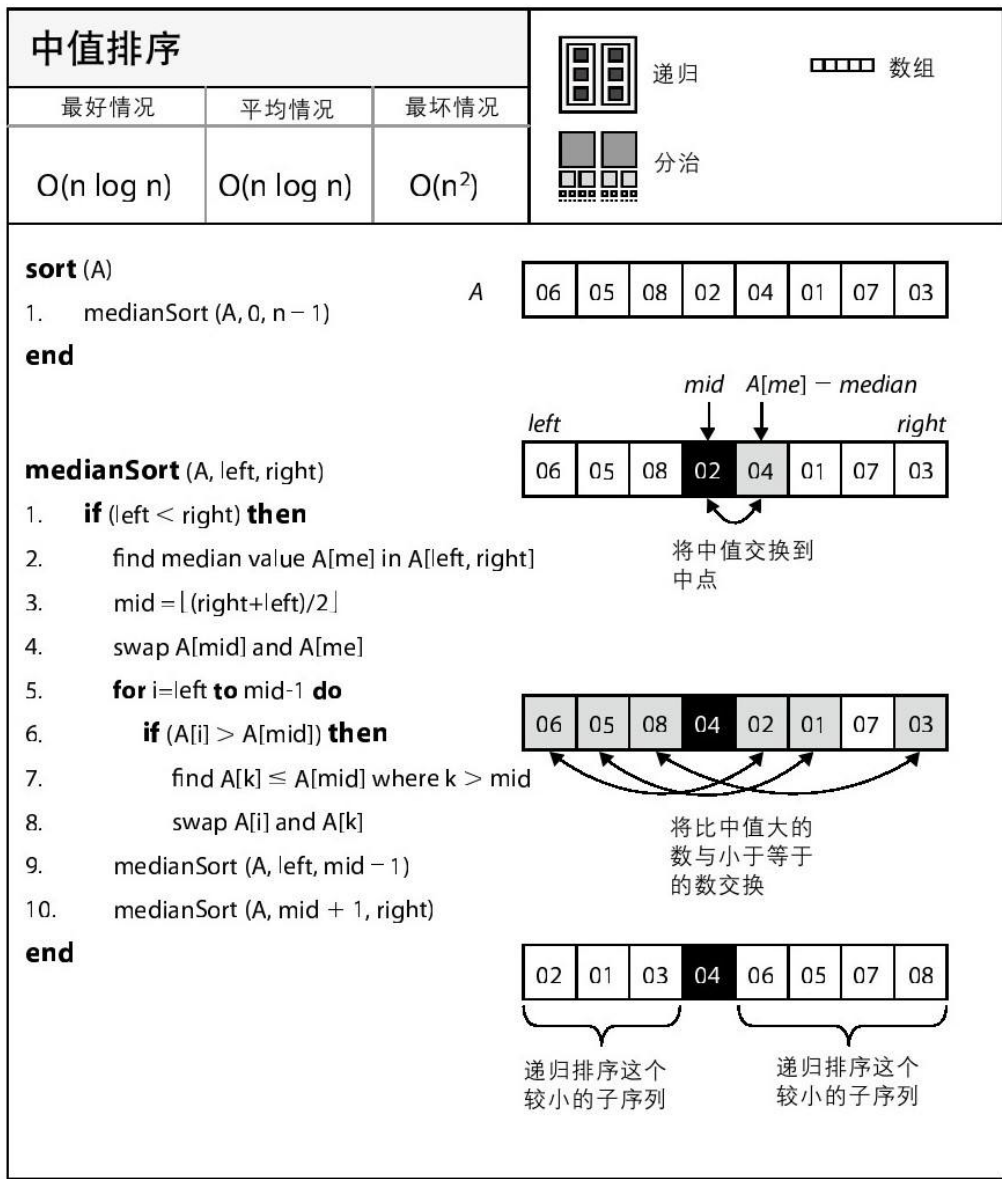 中值排序
最好情况 平均情况 最坏情况
O(n log n) O(n log n) O(n²)
递归 数组
分治
sort (A)
1. medianSort (A, 0, n − 1)
end
A 06 05 08 02 04 01 07 03
mid A[me] − median
left right
06 05 08 02 04 01 07 03
将中值交换到
中点
medianSort (A, left, right)
1. if (left < right) then
2. find median value A[me] in A[left, right]
3. mid = ⌊(right+left)/2⌋
4. swap A[mid] and A[me]
5. for i=left to mid-1 do
6. if (A[i] > A[mid]) then
7. find A[k] ≤ A[mid] where k > mid
8. swap A[i] and A[k]
9. medianSort (A, left, mid − 1)
10. medianSort (A, mid + 1, right)
end
06 05 08 04 02 01 07 03
将比中值大的
数与小于等于
的数交换
02 01 03 04 06 05 07 08
递归排序这个
较小的子序列
递归排序这个
较小的子序列